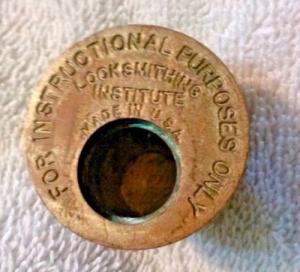 FOR INSTRUCTIONAL PURPOSES ONLY
LOCKSMITHING
INSTITUTE
MADE IN U.S.A.